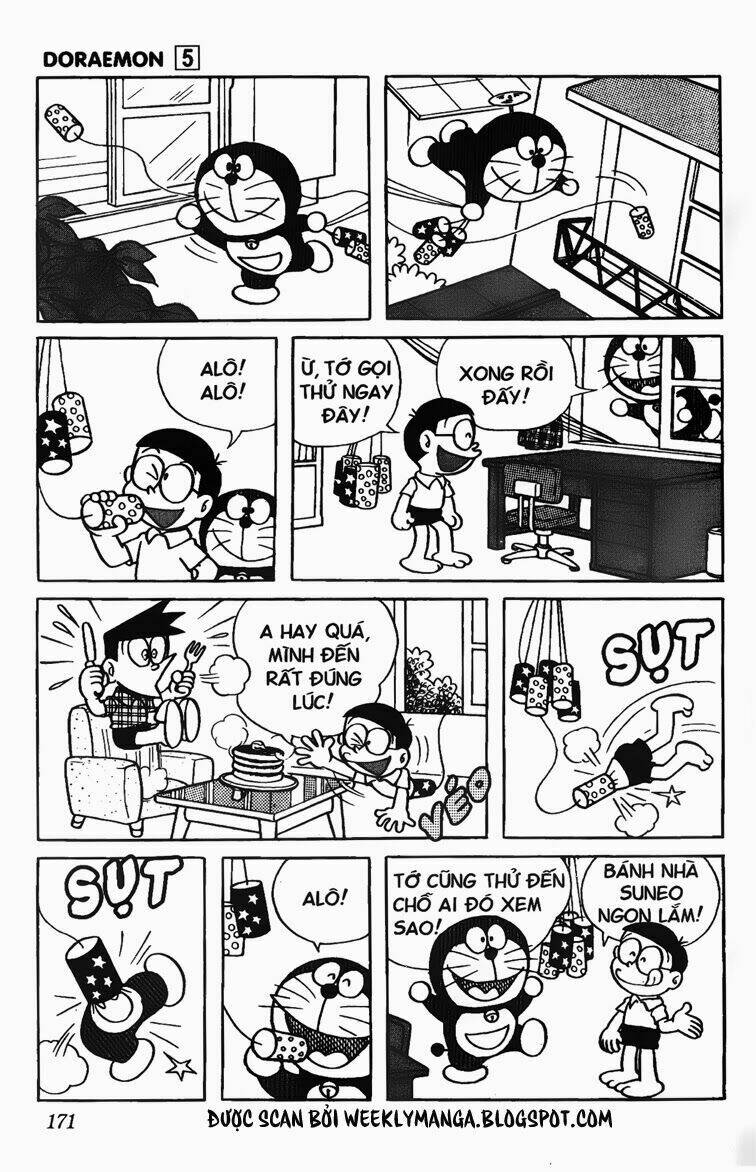 DORAEMON 5
XONG RỒI
ĐẤY!
Ừ, TỚ GỌI
THỬ NGAY
ĐÂY!
ALÔ!
ALÔ!
SỤT
A HAY QUÁ,
MÌNH ĐẾN
RẤT ĐÚNG
LÚC!
VÈO
BÁNH NHÀ
SUNEO
NGON LẮM!
TỚ CŨNG THỬ ĐẾN
CHỖ AI ĐÓ XEM
SAO!
ALÔ!
SỤT
171
ĐƯỢC SCAN BỞI WEEKLYMANGA.BLOGSPOT.COM